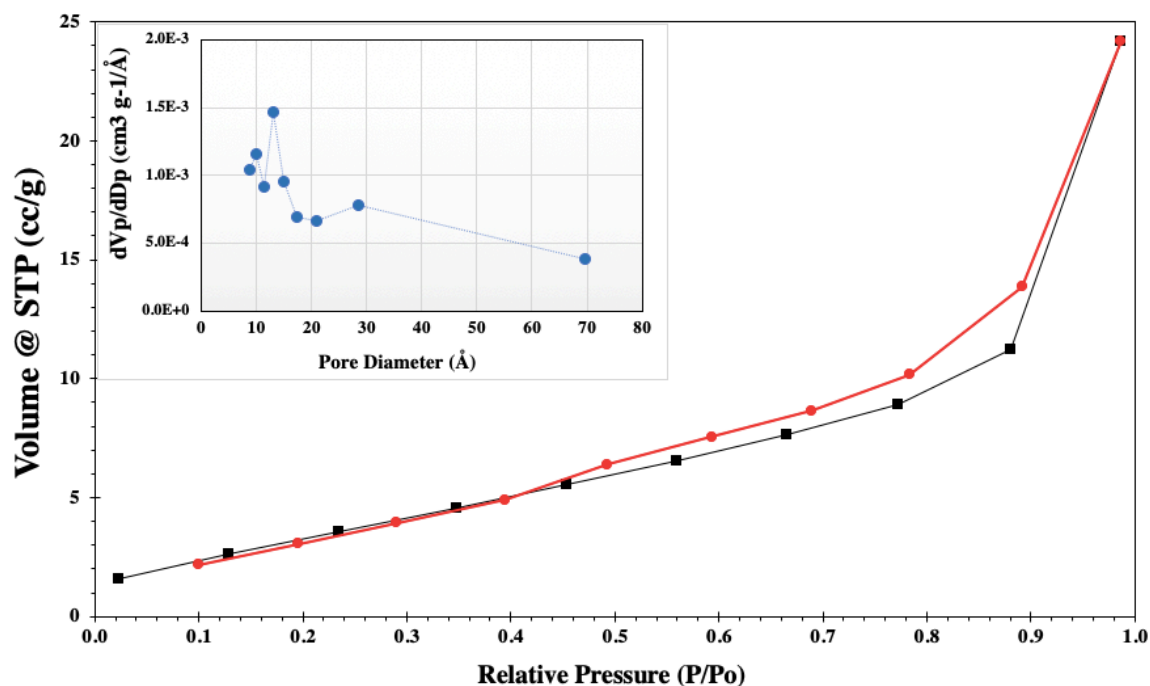 25
20
15
10
5
0
Volume @ STP (cc/g)
0.0 0.1 0.2 0.3 0.4 0.5 0.6 0.7 0.8 0.9 1.0
Relative Pressure (P/Po)
2.0E-3
1.5E-3
1.0E-3
5.0E-4
0.0E+0
dVp/dDp (cm3 g-1/Å)
0 10 20 30 40 50 60 70 80
Pore Diameter (Å)